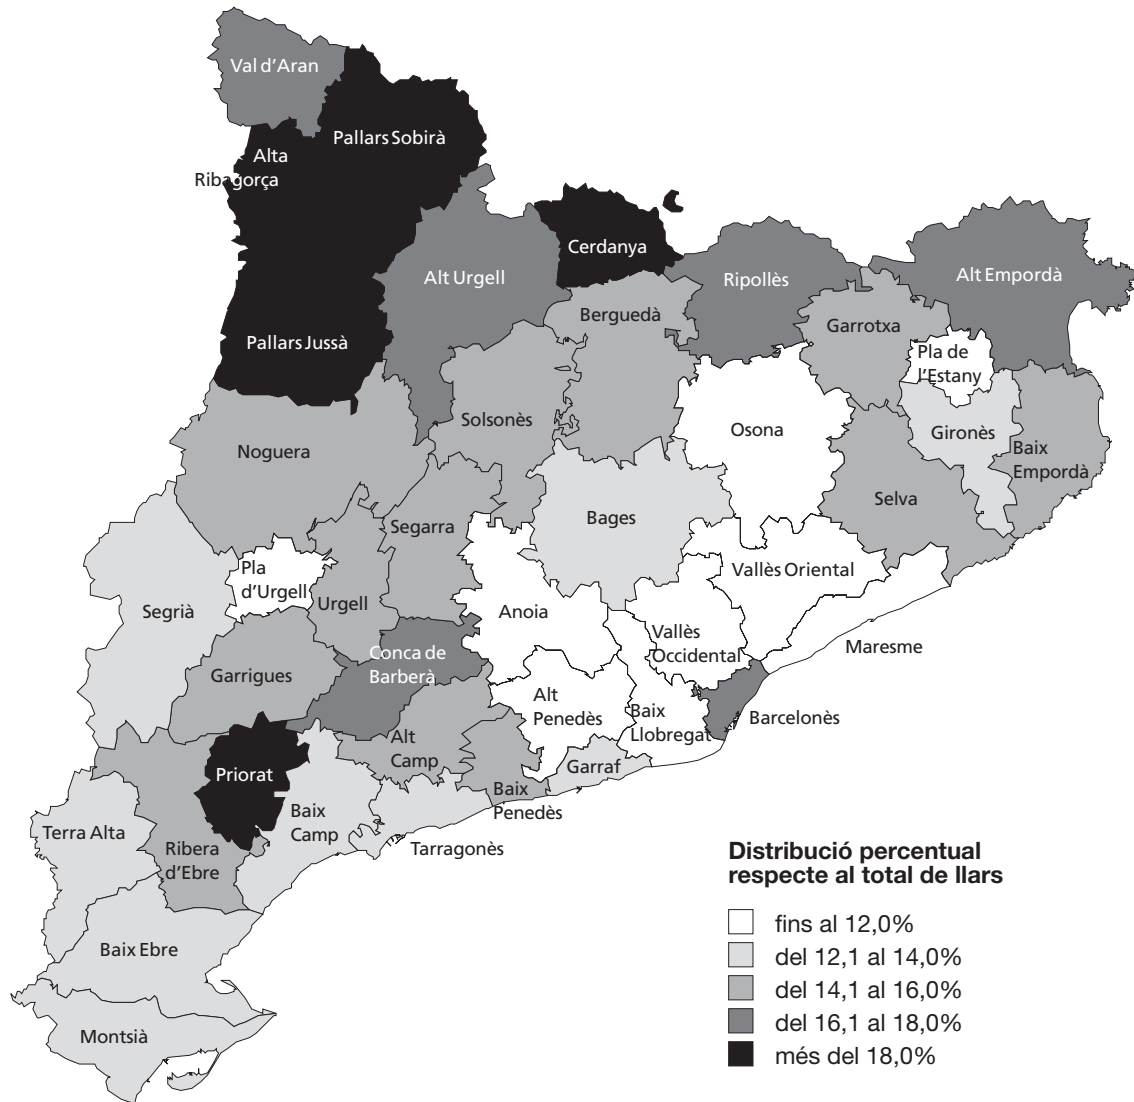 Val d'Aran
Pallars Sobirà
Alta
Ribagorça
Cerdanya
Alt Urgell
Ripollès
Alt Empordà
Berguedà
Garrotxa
Pallars Jussà
Pla de
l'Estany
Solsonès
Osona
Gironès
Baix
Empordà
Noguera
Selva
Bages
Segarra
Pla
d'Urgell
Urgell
Vallès Oriental
Segrià
Anoia
Vallès
Occidental
Maresme
Conca de
Barberà
Garrigues
Alt
Penedès
Baix
Llobregat
Barcelonès
Alt
Camp
Garraf
Priorat
Baix
Penedès
Baix
Camp
Terra Alta
Ribera
d'Ebre
Tarragonès
Baix Ebre
Montsià
Distribució percentual
respecte al total de llars
fins al 12,0%
del 12,1 al 14,0%
del 14,1 al 16,0%
del 16,1 al 18,0%
més del 18,0%